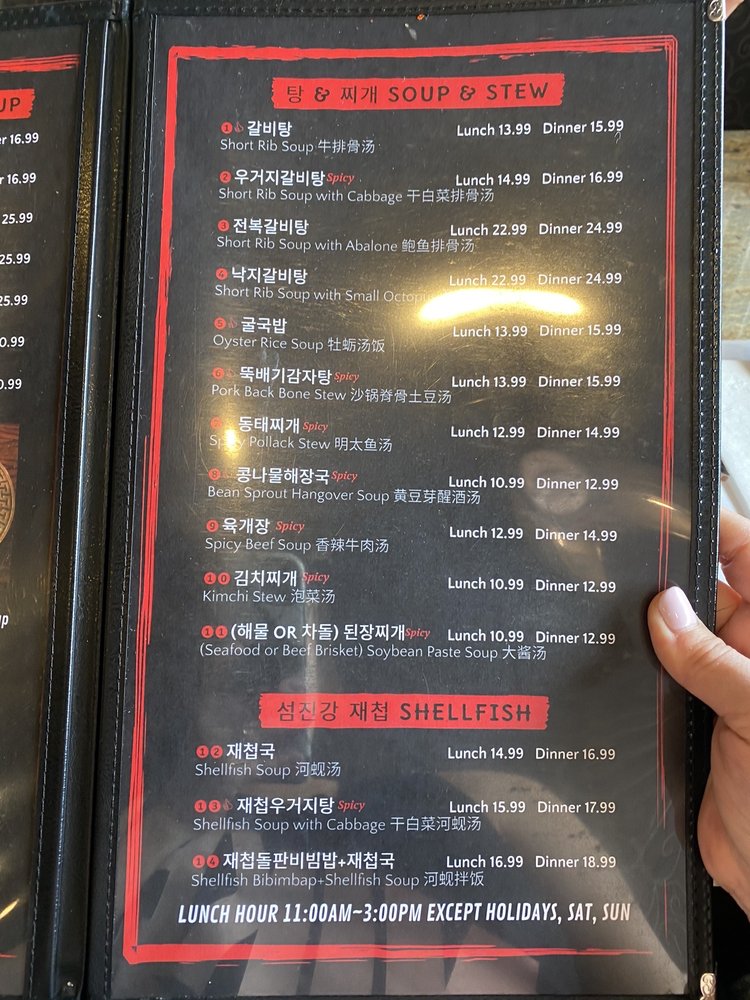 UP
er 16.99
er 16.99
25.99
25.99
25.99
0.99
0.99
up
탕 & 찌개 SOUP & STEW
1 갈비탕 Lunch 13.99 Dinner 15.99
Short Rib Soup 牛排骨汤
2 우거지갈비탕 Spicy Lunch 14.99 Dinner 16.99
Short Rib Soup with Cabbage 干白菜排骨汤
3 전복갈비탕 Lunch 22.99 Dinner 24.99
Short Rib Soup with Abalone 鲍鱼排骨汤
4 낙지갈비탕 Lunch 22.99 Dinner 24.99
Short Rib Soup with Small
5 굴국밥 Lunch 13.99 Dinner 15.99
Oyster Rice Soup 牡蛎汤饭
6 뚝배기감자탕 Spicy Lunch 13.99 Dinner 15.99
Pork Back Bone Stew 沙锅脊骨土豆汤
동태찌개 Spicy Lunch 12.99 Dinner 14.99
Spicy Pollack Stew 明太鱼汤
8 콩나물해장국 Spicy Lunch 10.99 Dinner 12.99
Bean Sprout Hangover Soup 黄豆芽醒酒汤
9 육개장 Spicy Lunch 12.99 Dinner 14.99
Spicy Beef Soup 香辣牛肉汤
10 김치찌개 Spicy Lunch 10.99 Dinner 12.99
Kimchi Stew 泡菜汤
11 (해물 OR 차돌) 된장찌개 Spicy Lunch 10.99 Dinner 12.99
(Seafood or Beef Brisket) Soybean Paste Soup 大酱汤
섬진강 재첩 SHELLFISH
12 재첩국 Lunch 14.99 Dinner 16.99
Shellfish Soup 河蚬汤
13 재첩우거지탕 Spicy Lunch 15.99 Dinner 17.99
Shellfish Soup with Cabbage 干白菜河蚬汤
14 재첩돌판비빔밥+재첩국 Lunch 16.99 Dinner 18.99
Shellfish Bibimbap+Shellfish Soup 河蚬拌饭
LUNCH HOUR 11:00AM~3:00PM EXCEPT HOLIDAYS, SAT, SUN